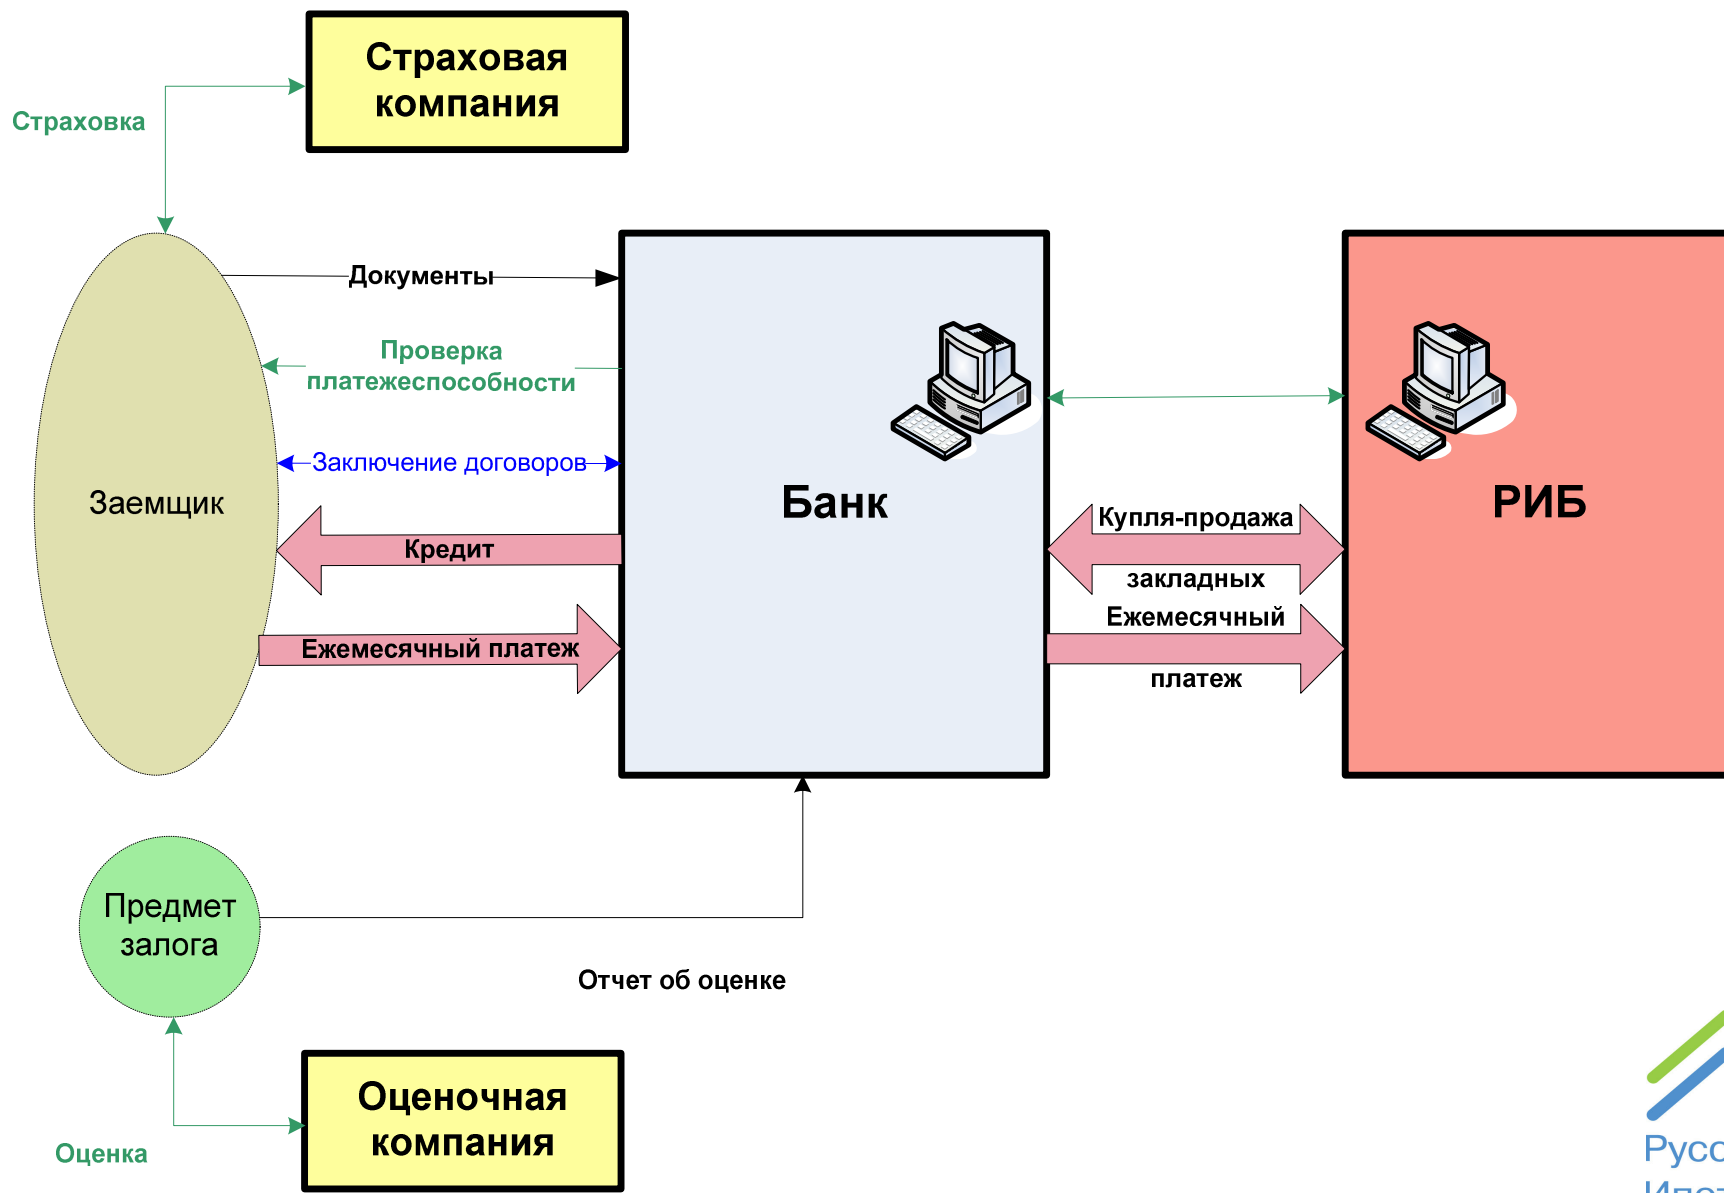 Страховая
компания
Страховка
Документы
Проверка
платежеспособности
Заключение договоров
Заемщик
Банк
РИБ
Купля-продажа
Кредит
закладных
Ежемесячный
Ежемесячный платеж
платеж
Предмет
залога
Отчет об оценке
Оценочная
компания
Оценка